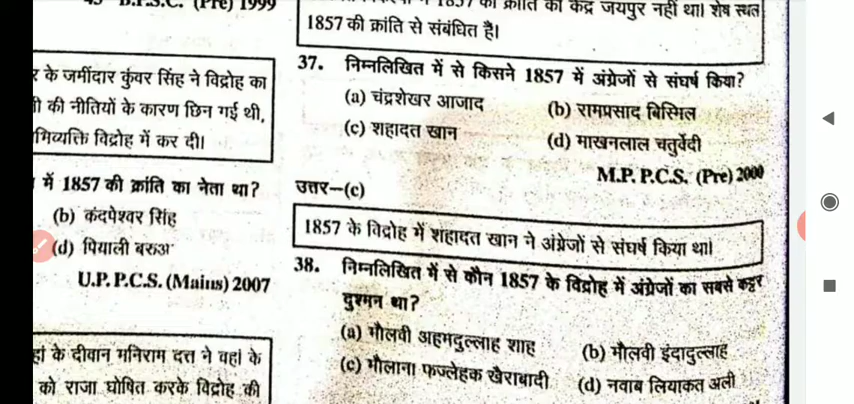 45 B.P.S.C. (Pre) 1999
र के जमींदार कुंवर सिंह ने विद्रोह का
ी की नीतियों के कारण छिन गई थी,
भिव्यक्ति विद्रोह में कर दी।
में 1857 की क्रांति का नेता था?
(b) कंदपेश्वर सिंह
(d) पियाली बरुआ
U.P. P.C.S. (Mains) 2007
हां के दीवान मनिराम दत्त ने वहां के
को राजा घोषित करके विद्रोह की
1857 की क्रांति का केंद्र जयपुर नहीं था। शेष स्थल
1857 की क्रांति से संबंधित हैं।
37. निम्नलिखित में से किसने 1857 में अंग्रेजों से संघर्ष किया?
(a) चंद्रशेखर आजाद (b) रामप्रसाद बिस्मिल
(c) शहादत खान (d) माखनलाल चतुर्वेदी
M.P. P.C.S. (Pre) 2000
उत्तर–(c)
1857 के विद्रोह में शहादत खान ने अंग्रेजों से संघर्ष किया था।
38. निम्नलिखित में से कौन 1857 के विद्रोह में अंग्रेजों का सबसे कट्टर
दुश्मन था?
(a) मौलवी अहमदुल्लाह शाह (b) मौलवी इंदादुल्लाह
(c) मौलाना फज्लेहक खैराबादी (d) नवाब लियाकत अली